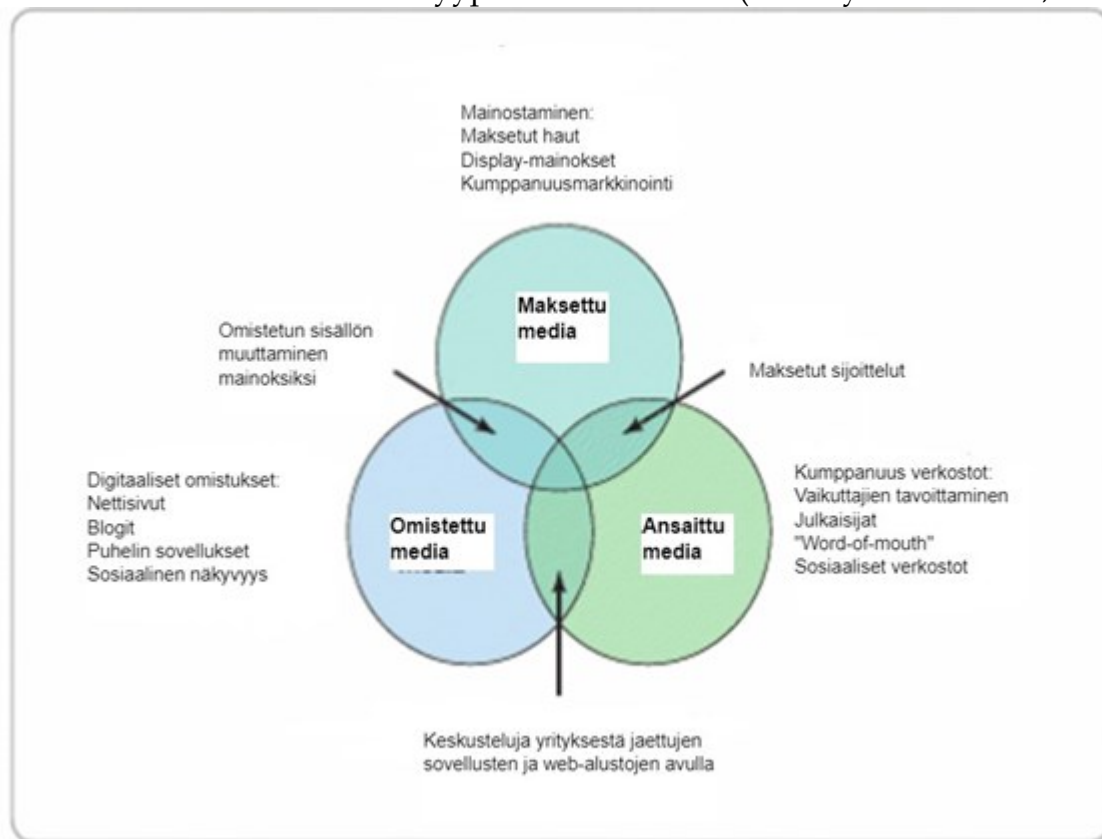 Mainostaminen:
Maksetut haut
Display-mainokset
Kumppanuusmarkkinointi
Maksettu
media
Omistetun sisällön
muuttaminen
mainoksiksi
Maksetut sijoittelut
Digitaaliset omistukset:
Nettisivut
Blogit
Puhelin sovellukset
Sosiaalinen näkyvyys
Omistettu
media
Ansaittu
media
Kumppanuus verkostot:
Vaikuttajien tavoittaminen
Julkaisijat
"Word-of-mouth"
Sosiaaliset verkostot
Keskusteluja yrityksestä jaettujen
sovellusten ja web-alustojen avulla